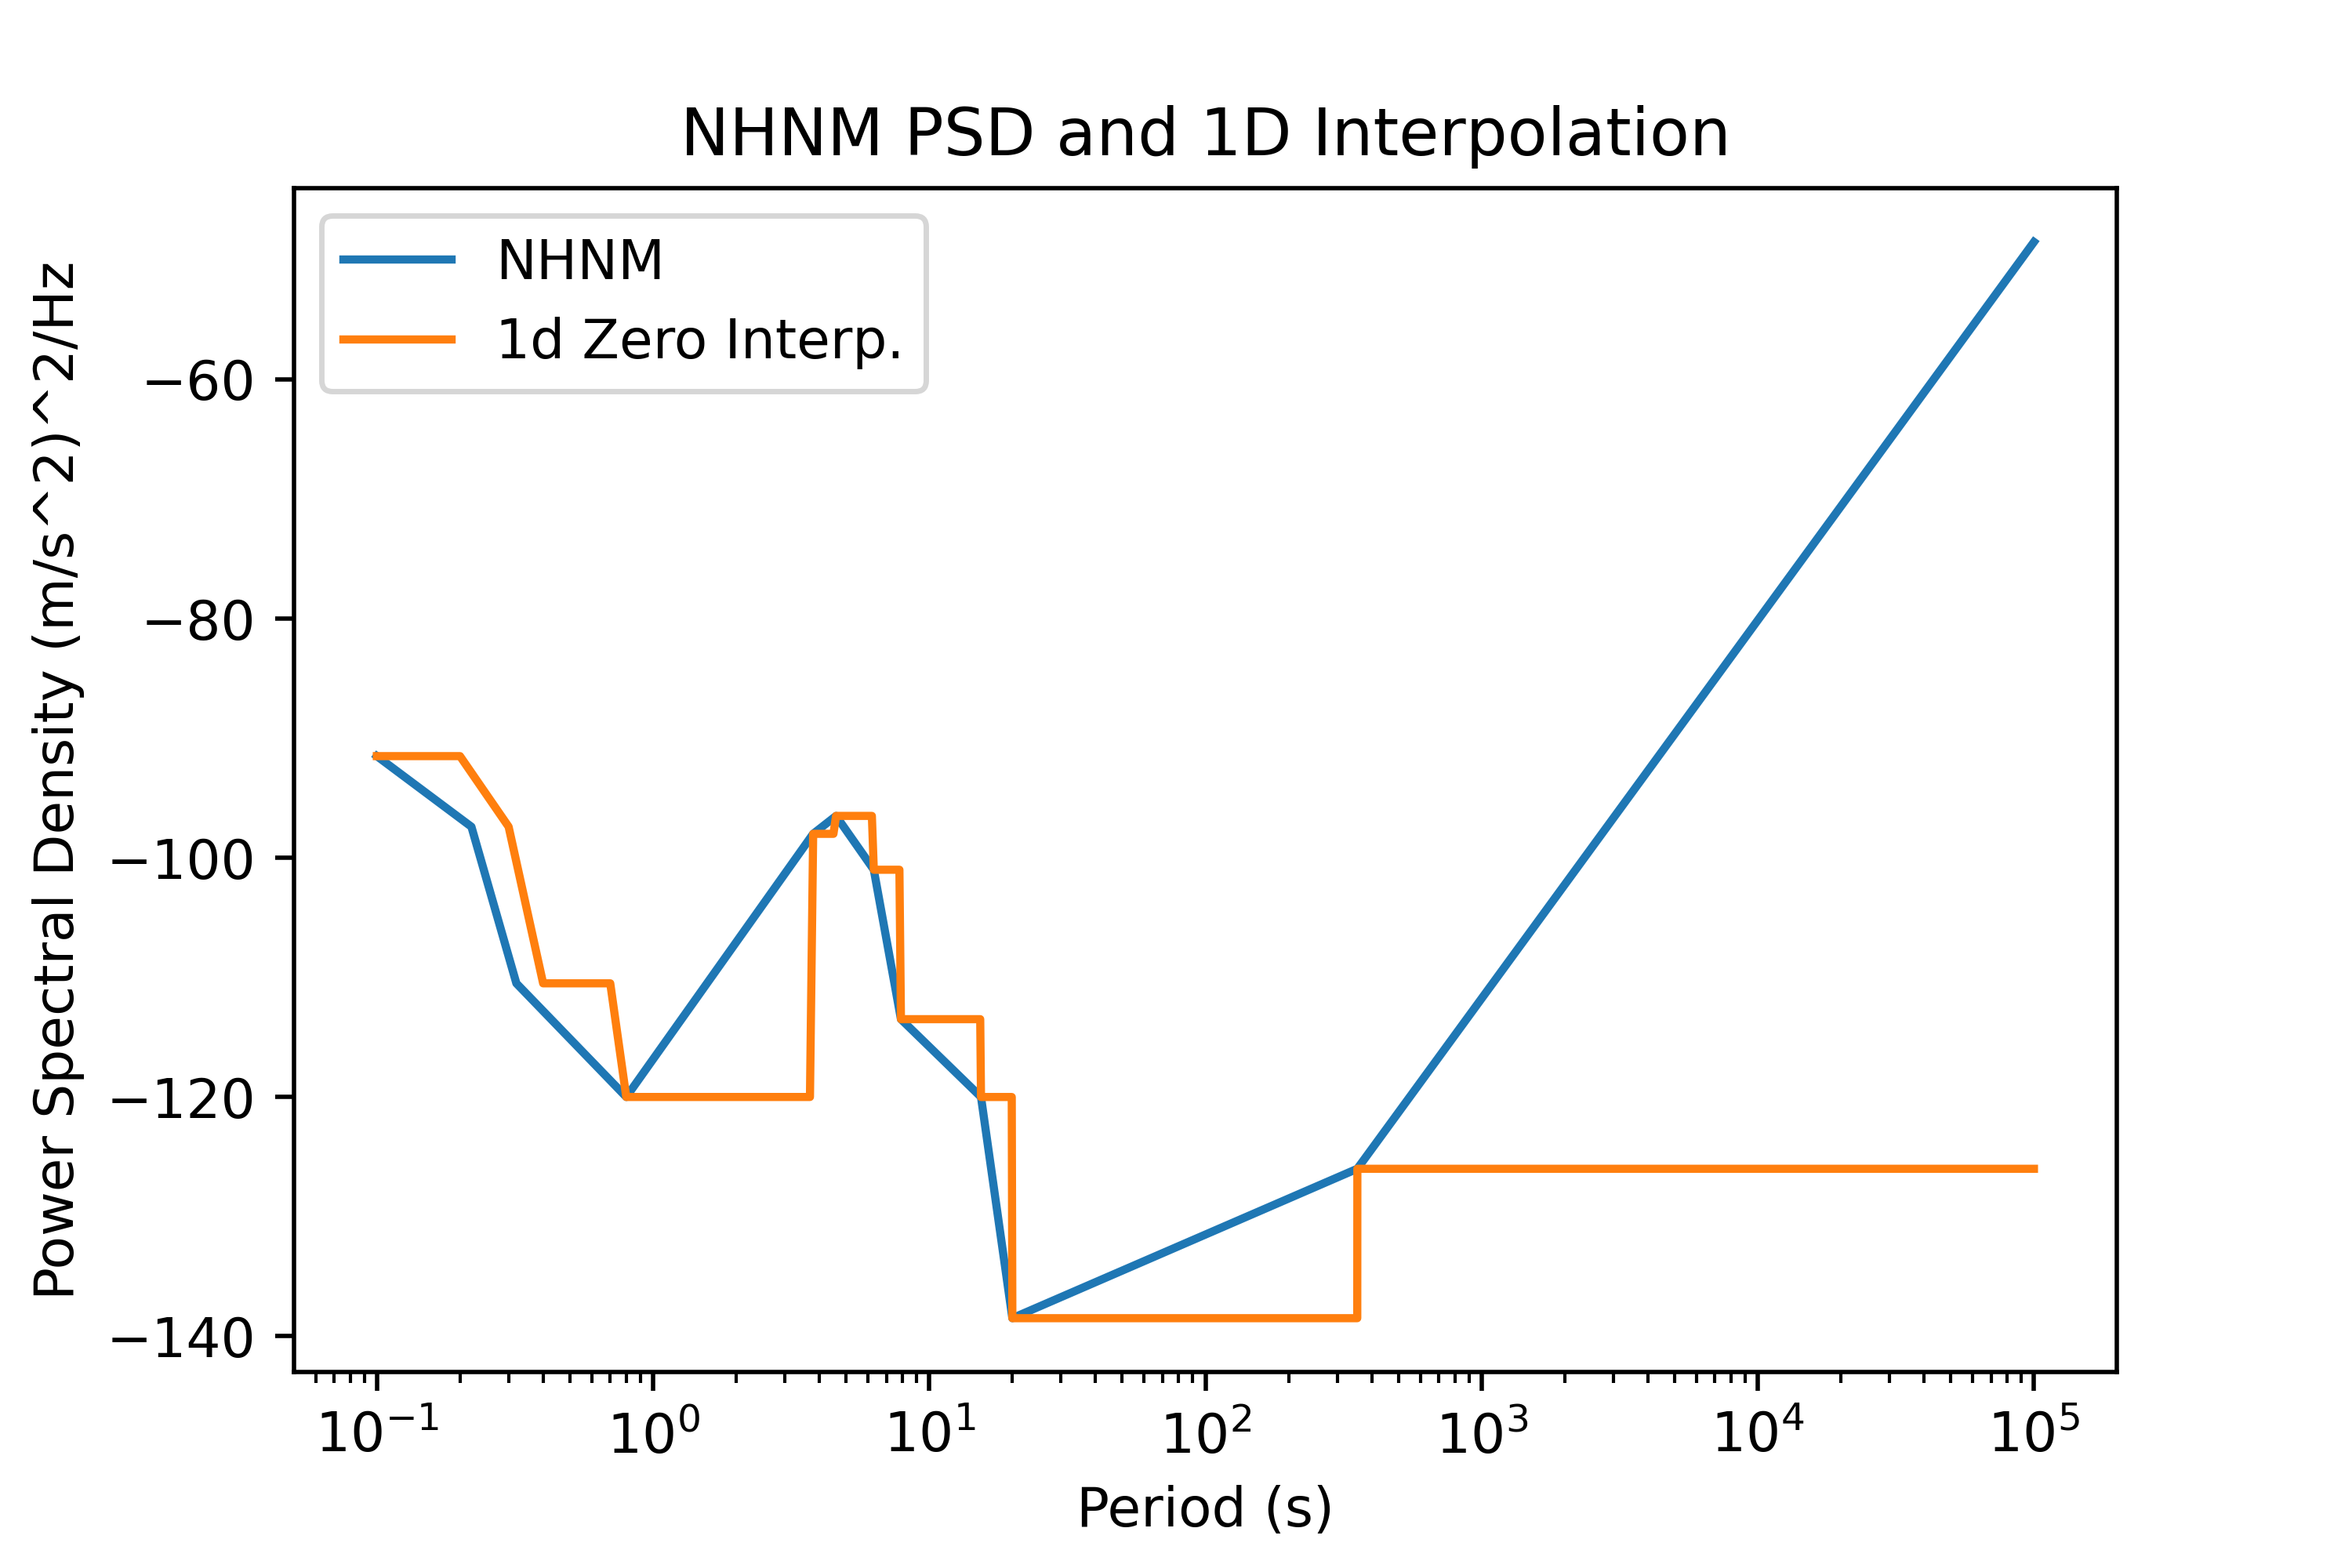 NHNM PSD and 1D Interpolation
NHNM
1d Zero Interp.
Power Spectral Density (m/s^2)^2/Hz
−60
−80
−100
−120
−140
10⁻¹ 10⁰ 10¹ 10² 10³ 10⁴ 10⁵
Period (s)